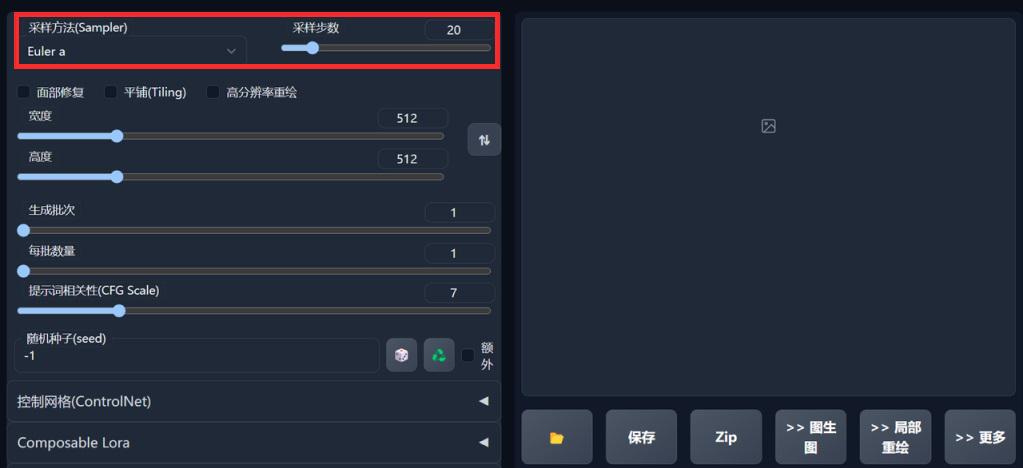 采样方法(Sampler)
采样步数
20
Euler a
面部修复
平铺(Tiling)
高分辨率重绘
宽度
512
高度
512
生成批次
1
每批数量
1
提示词相关性(CFG Scale)
7
随机种子(seed)
-1
额
外
控制网格(ControlNet)
Composable Lora
保存
Zip
>> 图生
图
>> 局部
重绘
>> 更多